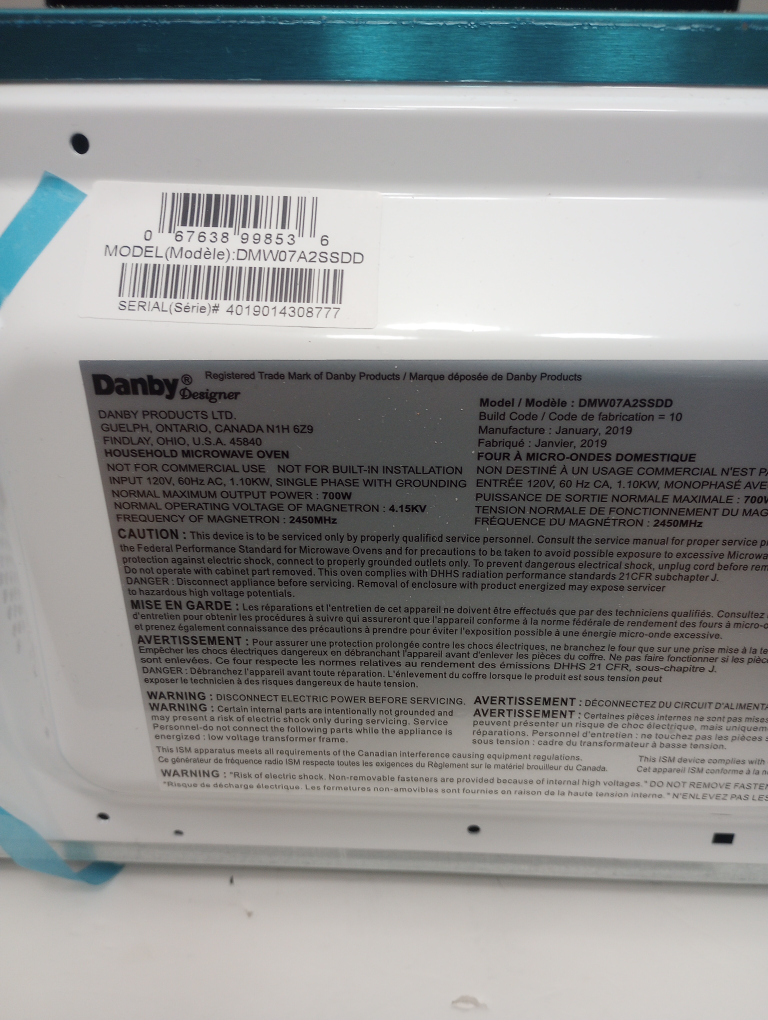 0 67638 99853 6
MODEL(Modèle):DMW07A2SSDD
SERIAL(Série)# 4019014308777
Danby® Designer
Registered Trade Mark of Danby Products / Marque déposée de Danby Products
DANBY PRODUCTS LTD.
GUELPH, ONTARIO, CANADA N1H 6Z9
FINDLAY, OHIO, U.S.A. 45840
HOUSEHOLD MICROWAVE OVEN
NOT FOR COMMERCIAL USE NOT FOR BUILT-IN INSTALLATION
INPUT 120V, 60Hz AC, 1.10KW, SINGLE PHASE WITH GROUNDING
NORMAL MAXIMUM OUTPUT POWER : 700W
NORMAL OPERATING VOLTAGE OF MAGNETRON : 4.15KV
FREQUENCY OF MAGNETRON : 2450MHz
Model / Modèle : DMW07A2SSDD
Build Code / Code de fabrication = 10
Manufacture : January, 2019
Fabriqué : Janvier, 2019
FOUR À MICRO-ONDES DOMESTIQUE
NON DESTINÉ À UN USAGE COMMERCIAL N'EST P
ENTRÉE 120V, 60 Hz CA, 1.10KW, MONOPHASÉ AVE
PUISSANCE DE SORTIE NORMALE MAXIMALE : 700W
TENSION NORMALE DE FONCTIONNEMENT DU MAG
FRÉQUENCE DU MAGNÉTRON : 2450MHz
CAUTION : This device is to be serviced only by properly qualificd service personnel. Consult the service manual for proper service p
the Federal Performance Standard for Microwave Ovens and for precautions to be taken to avoid possible exposure to excessive Microwa
protection against electric shock, connect to properly grounded outlets only. To prevent dangerous electrical shock, unplug cord before rem
Do not operate with cabinet part removed. This oven complies with DHHS radiation performance standards 21CFR subchapter J.
DANGER : Disconnect appliance before servicing. Removal of enclosure with product energized may expose servicer
to hazardous high voltage potentials.
MISE EN GARDE : Les réparations et l'entretien de cet appareil ne doivent être effectués que par des techniciens qualifiés. Consultez
d'entretien pour obtenir les procédures à suivre qui assureront que l'appareil conforme à la norme fédérale de rendement des fours à micro-o
et prenez également connaissance des précautions à prendre pour éviter l'exposition possible à une énergie micro-onde excessive.
AVERTISSEMENT : Pour assurer une protection prolongée contre les chocs électriques, ne branchez le four que sur une prise mise à la te
Empêcher les chocs électriques dangereux en débranchant l'appareil avant d'enlever les pièces du coffre. Ne pas faire fonctionner si les pièc
sont enlevées. Ce four respecte les normes relatives au rendement des émissions DHHS 21 CFR, sous-chapitre J.
DANGER : Débranchez l'appareil avant toute réparation. L'énlevement du coffre lorsque le produit est sous tension peut
exposer le technicien à des risques dangereux de haute tension.
WARNING : DISCONNECT ELECTRIC POWER BEFORE SERVICING.
WARNING : Certain internal parts are intentionally not grounded and
may present a risk of electric shock only during servicing. Service
Personnel-do not connect the following parts while the appliance is
energized : low voltage transformer frame.
AVERTISSEMENT : DÉCONNECTEZ DU CIRCUIT D'ALIMENTA
AVERTISSEMENT : Certaines pièces internes ne sont pas mises
peuvent présenter un risque de choc électrique, mais uniquem
réparations. Personnel d'entretien : ne touchez pas les pièces s
sous tension : cadre du transformateur à basse tension.
This ISM apparatus meets all requirements of the Canadian interference causing equipment regulations.
Ce générateur de fréquence radio ISM respecte toutes les exigences du Règlement sur le matériel brouilleur du Canada.
This ISM device complies with
Cet appareil ISM conforme à la no
WARNING : "Risk of electric shock. Non-removable fasteners are provided because of internal high voltages." DO NOT REMOVE FASTEN
"Risque de décharge électrique. Les fermetures non-amovibles sont fournies en raison de la haute tension interne." N'ENLEVEZ PAS LES